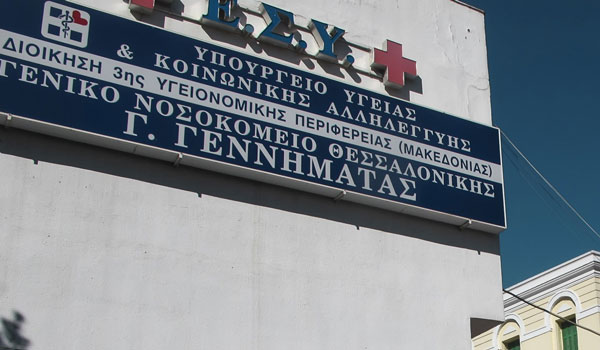 Ε.Σ.Υ.
ΥΠΟΥΡΓΕΙΟ ΥΓΕΙΑΣ
& ΚΟΙΝΩΝΙΚΗΣ ΑΛΛΗΛΕΓΓΥΗΣ
ΔΙΟΙΚΗΣΗ 3ης ΥΓΕΙΟΝΟΜΙΚΗΣ ΠΕΡΙΦΕΡΕΙΑΣ (ΜΑΚΕΔΟΝΙΑΣ)
ΓΕΝΙΚΟ ΝΟΣΟΚΟΜΕΙΟ ΘΕΣΣΑΛΟΝΙΚΗΣ
Γ. ΓΕΝΝΗΜΑΤΑΣ